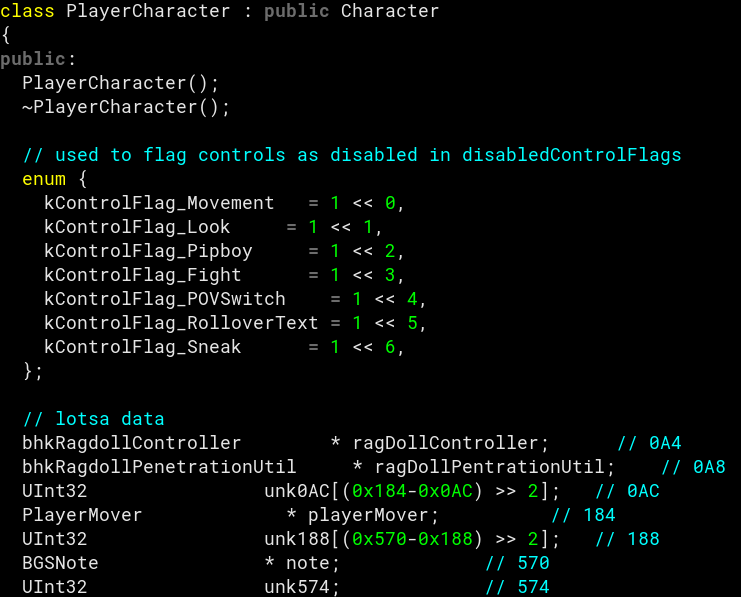 class PlayerCharacter : public Character
{
public:
  PlayerCharacter();
  ~PlayerCharacter();

  // used to flag controls as disabled in disabledControlFlags
  enum {
    kControlFlag_Movement   = 1 << 0,
    kControlFlag_Look     = 1 << 1,
    kControlFlag_Pipboy     = 1 << 2,
    kControlFlag_Fight      = 1 << 3,
    kControlFlag_POVSwitch    = 1 << 4,
    kControlFlag_RolloverText = 1 << 5,
    kControlFlag_Sneak      = 1 << 6,
  };

  // lotsa data
  bhkRagdollController        * ragDollController;      // 0A4
  bhkRagdollPenetrationUtil     * ragDollPentrationUtil;    // 0A8
  UInt32                unk0AC[(0x184-0x0AC) >> 2];   // 0AC
  PlayerMover             * playerMover;          // 184
  UInt32                unk188[(0x570-0x188) >> 2];   // 188
  BGSNote               * note;             // 570
  UInt32                unk574;             // 574